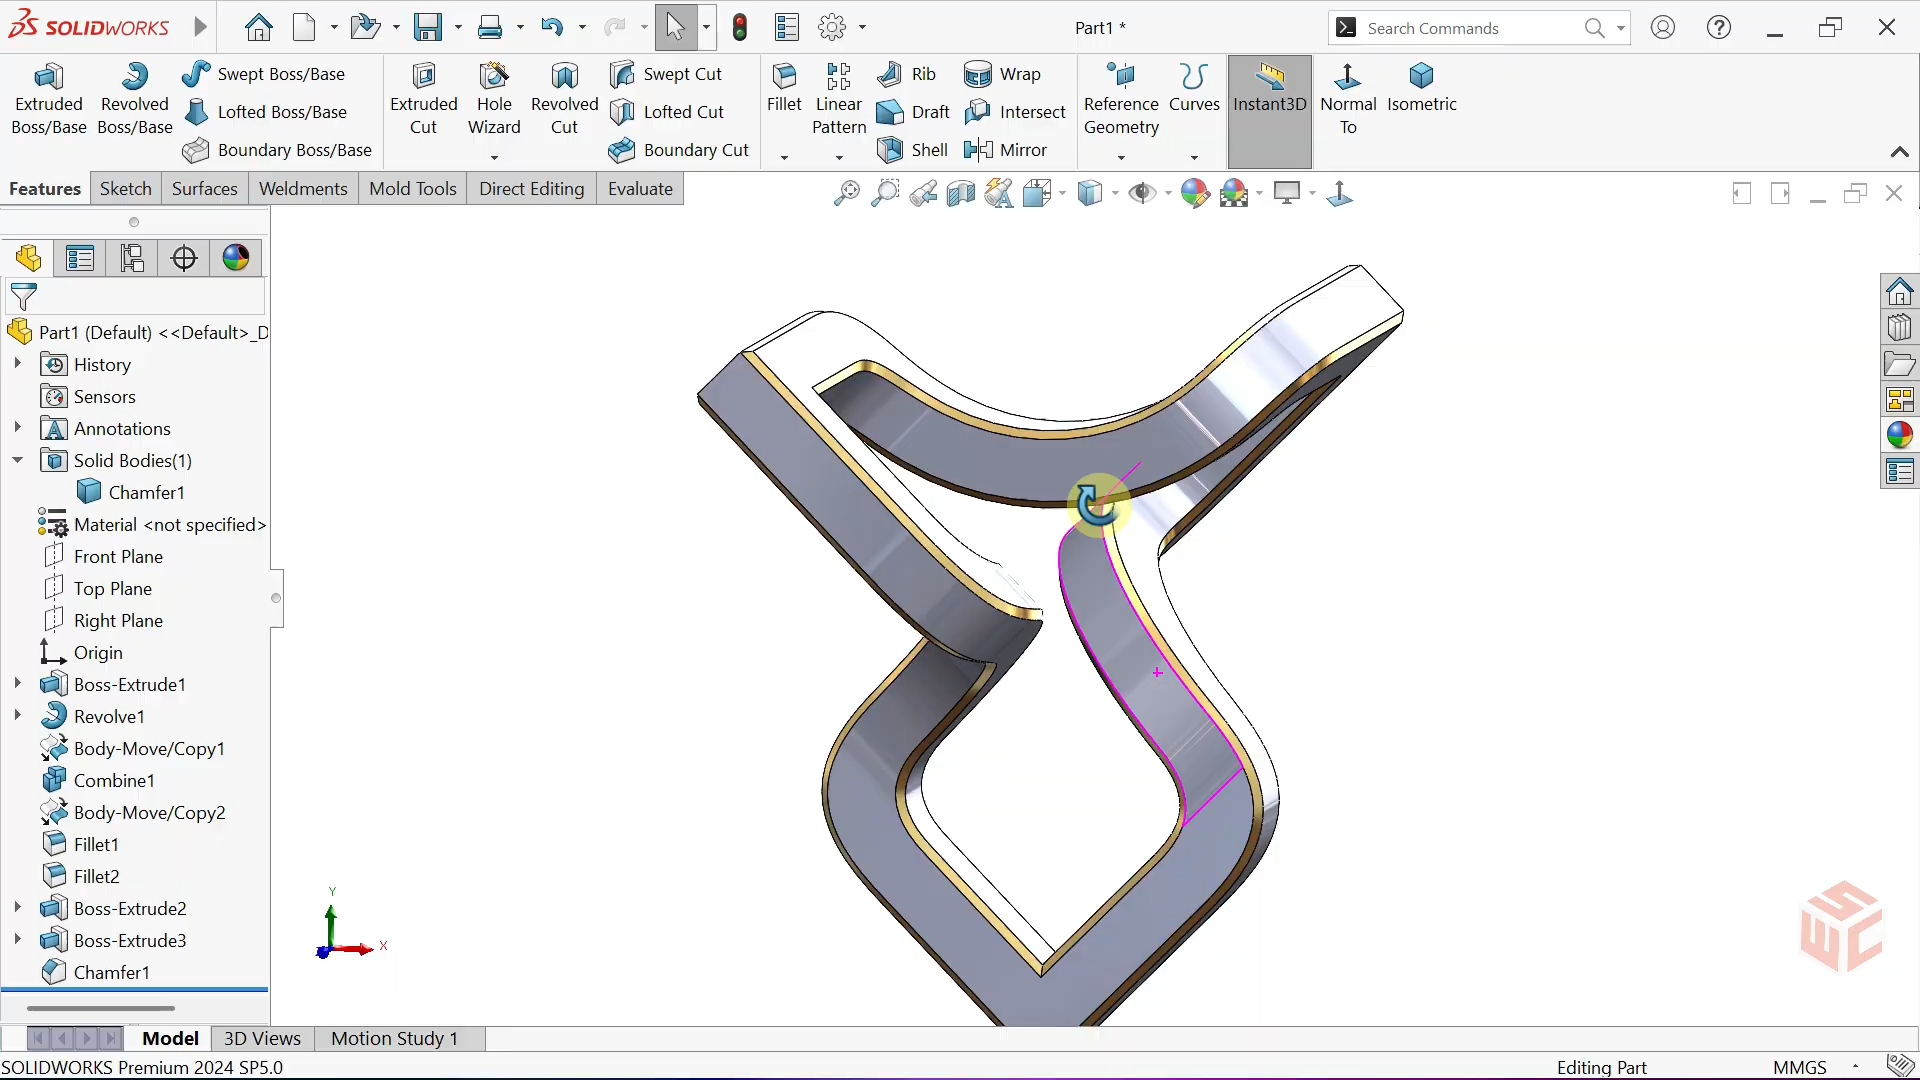 SOLIDWORKS
Part1 *
Search Commands
Extruded Boss/Base
Revolved Boss/Base
Swept Boss/Base
Lofted Boss/Base
Boundary Boss/Base
Extruded Cut
Hole Wizard
Revolved Cut
Swept Cut
Lofted Cut
Boundary Cut
Fillet
Linear Pattern
Rib
Draft
Shell
Wrap
Intersect
Mirror
Reference Geometry
Curves
Instant3D
Normal To
Isometric
Features
Sketch
Surfaces
Weldments
Mold Tools
Direct Editing
Evaluate
Part1 (Default) <<Default>_D
History
Sensors
Annotations
Solid Bodies(1)
Chamfer1
Material <not specified>
Front Plane
Top Plane
Right Plane
Origin
Boss-Extrude1
Revolve1
Body-Move/Copy1
Combine1
Body-Move/Copy2
Fillet1
Fillet2
Boss-Extrude2
Boss-Extrude3
Chamfer1
Y
X
SWC
Model
3D Views
Motion Study 1
SOLIDWORKS Premium 2024 SP5.0
Editing Part
MMGS